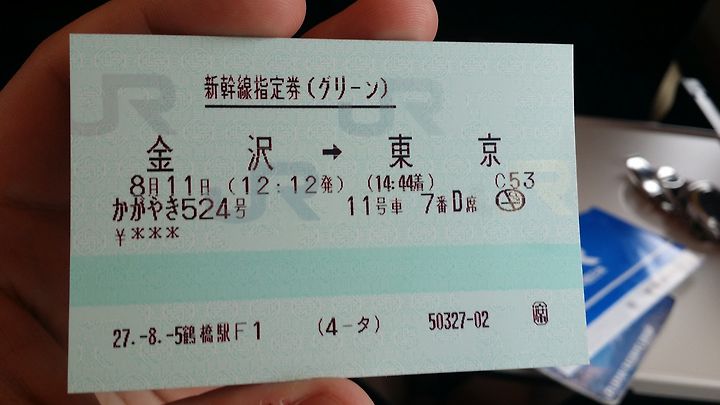 新幹線指定券(グリーン)
金沢 → 東京
8月11日 (12:12発) (14:44着) C53
かがやき524号 11号車 7番D席
¥***
27.-8.-5鶴橋駅F1 (4-タ) 50327-02